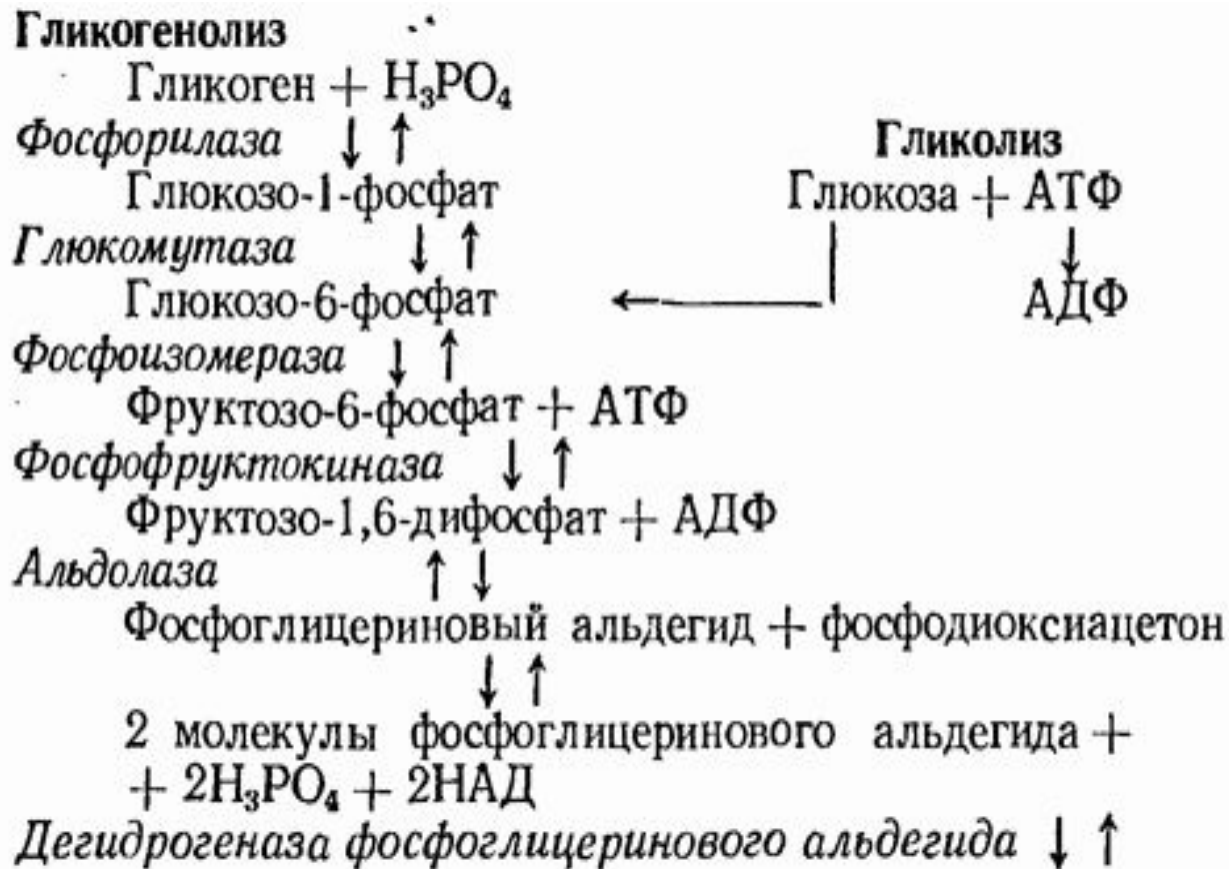 Гликогенолиз
Гликоген + H₃PO₄
Фосфорилаза ↓ ↑
Гликолиз
Глюкозо-1-фосфат
Глюкоза + АТФ
Глюкомутаза ↓ ↑
↓
Глюкозо-6-фосфат ←
АДФ
Фосфоизомераза ↓ ↑
Фруктозо-6-фосфат + АТФ
Фосфофруктокиназа ↓ ↑
Фруктозо-1,6-дифосфат + АДФ
Альдолаза ↑ ↓
Фосфоглицериновый альдегид + фосфодиоксиацетон
↓ ↑
2 молекулы фосфоглицеринового альдегида +
+ 2H₃PO₄ + 2НАД
Дегидрогеназа фосфоглицеринового альдегида ↓ ↑